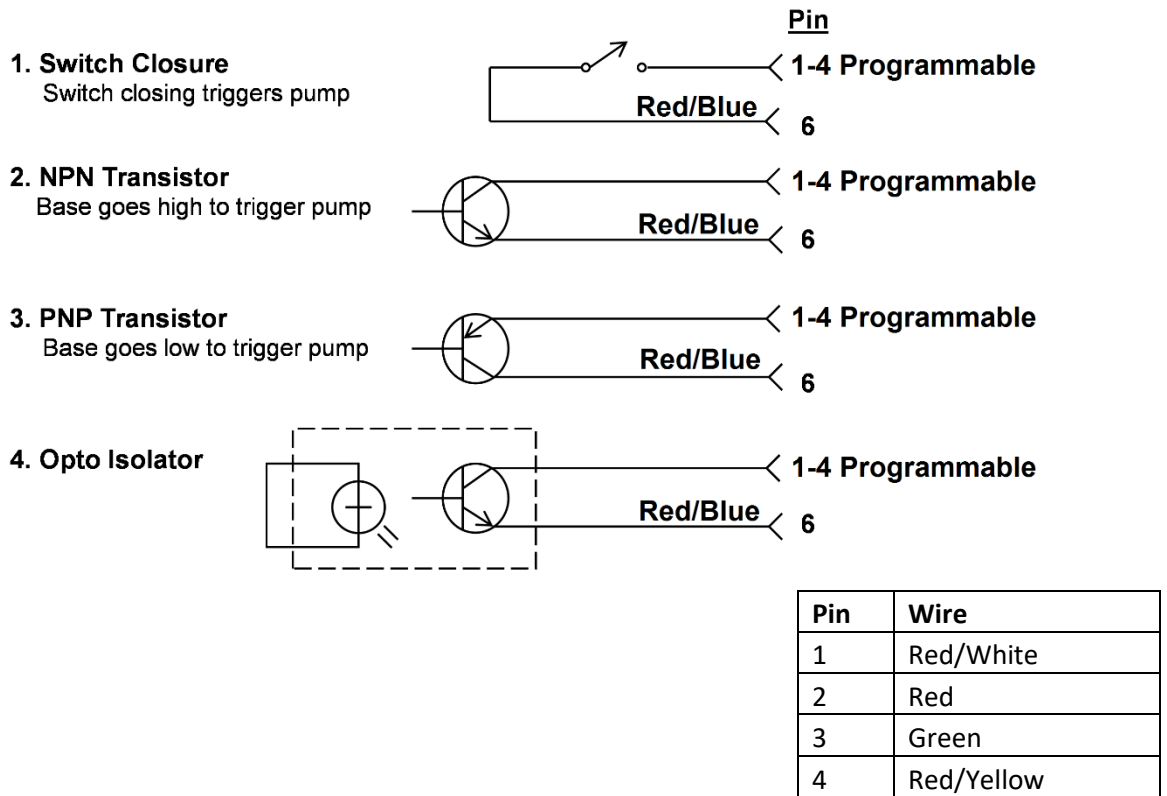 Pin
1. Switch Closure
Switch closing triggers pump
1-4 Programmable
Red/Blue
6
2. NPN Transistor
Base goes high to trigger pump
1-4 Programmable
Red/Blue
6
3. PNP Transistor
Base goes low to trigger pump
1-4 Programmable
Red/Blue
6
4. Opto Isolator
1-4 Programmable
Red/Blue
6
Pin Wire
1 Red/White
2 Red
3 Green
4 Red/Yellow